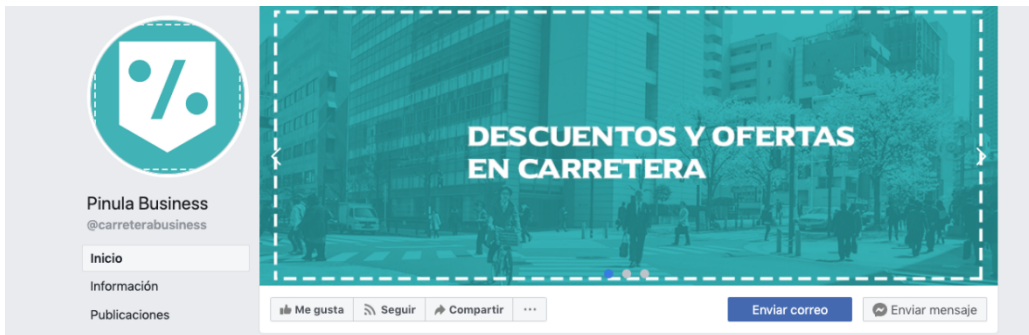 %
DESCUENTOS Y OFERTAS
EN CARRETERA
Pinula Business
@carreterabusiness
Inicio
Información
Publicaciones
Me gusta
Seguir
Compartir
...
Enviar correo
Enviar mensaje